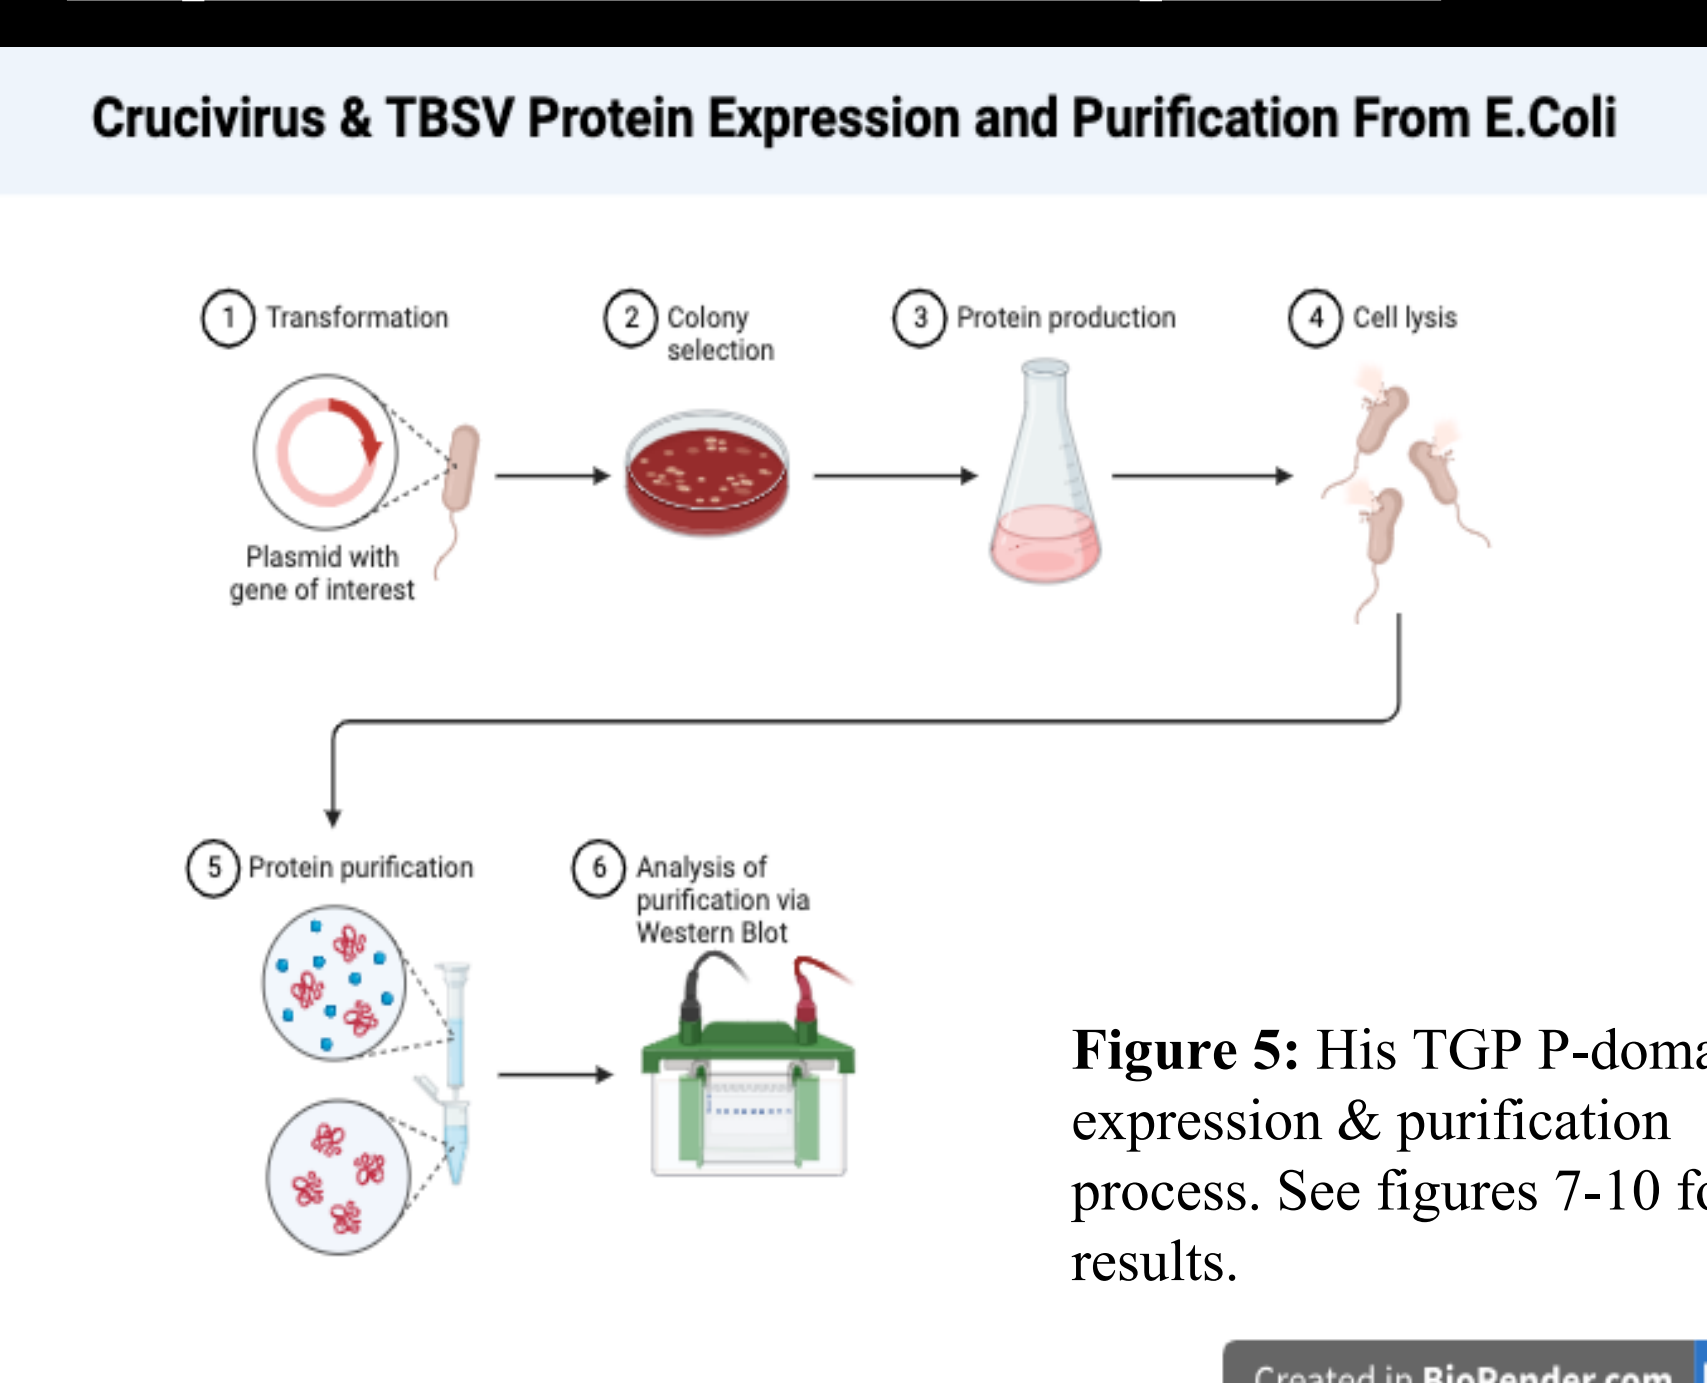 Crucivirus & TBSV Protein Expression and Purification From E.Coli
1 Transformation
Plasmid with
gene of interest
2 Colony
selection
3 Protein production
4 Cell lysis
5 Protein purification
6 Analysis of
purification via
Western Blot
Figure 5: His TGP
expression & purification
process. See figures 7-10
results.
Created in BioRender.com